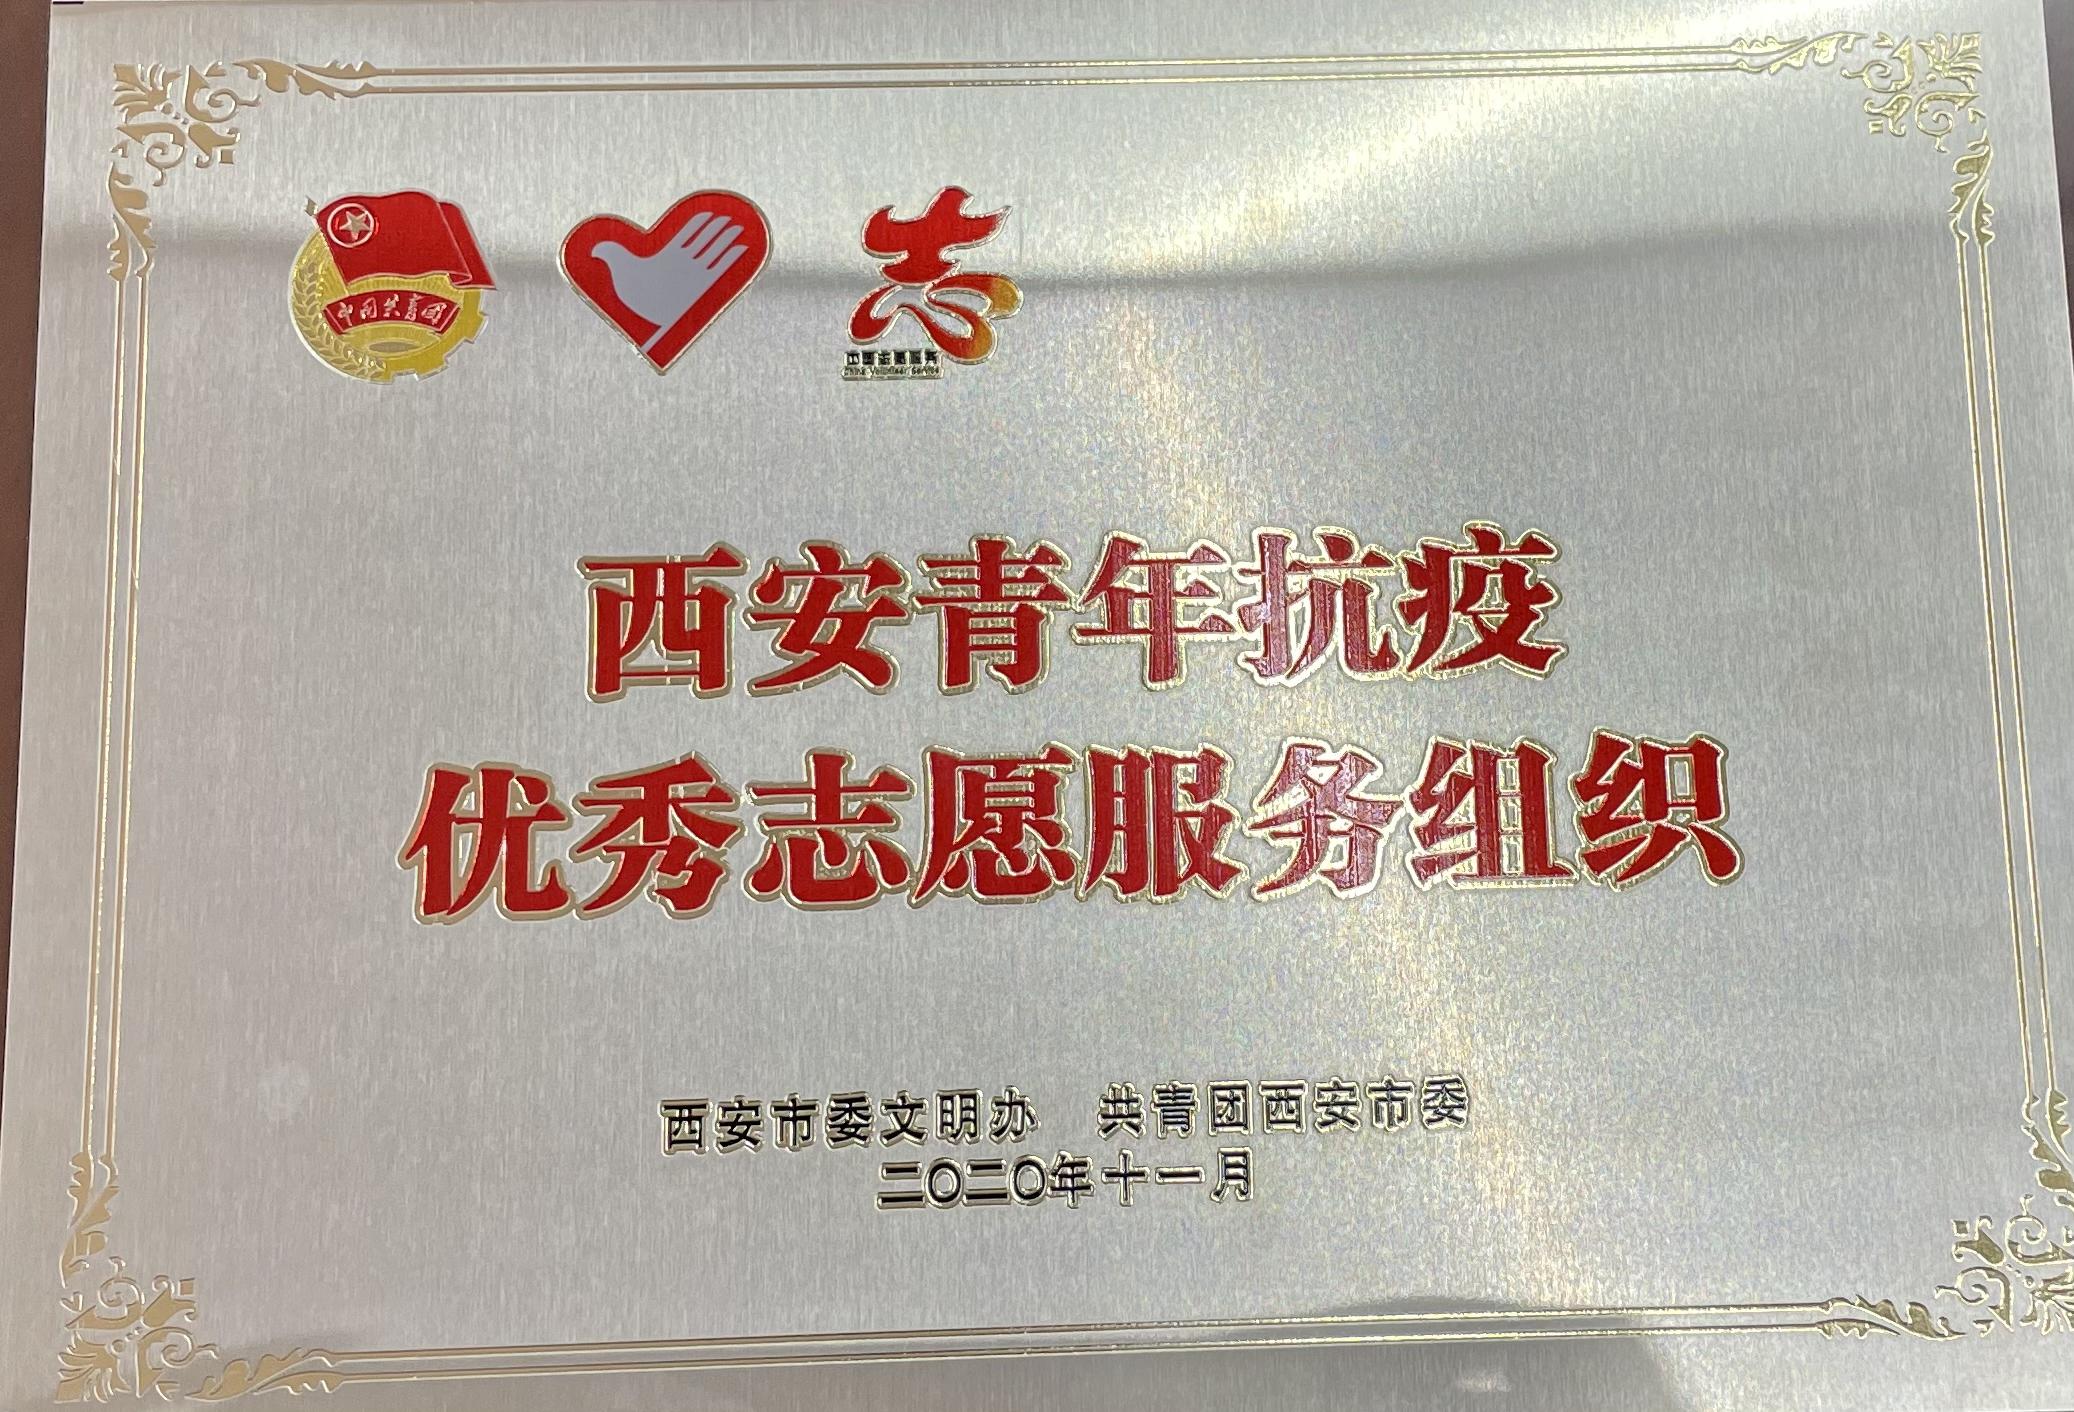 中国共青团
中国志愿服务
China Volunteer Service
西安青年抗疫
优秀志愿服务组织
西安市委文明办 共青团西安市委
二〇二〇年十一月